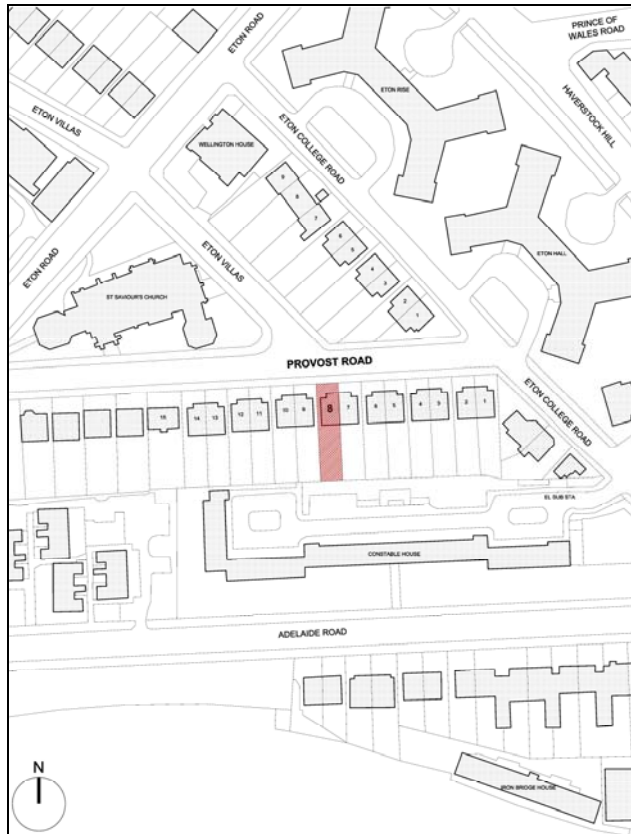 PRINCE OF
WALES ROAD
ETON ROAD
ETON RISE
HAVERSTOCK HILL
ETON VILLAS
WELLINGTON HOUSE
ETON COLLEGE ROAD
9
8
7
6
5
4
3
2
1
ETON HALL
ETON ROAD
ETON VILLAS
ST SAVIOUR'S CHURCH
PROVOST ROAD
15
14 13
12 11
10 9
8 7
6 5
4 3
2 1
ETON COLLEGE ROAD
EL SUB STA
CONSTABLE HOUSE
ADELAIDE ROAD
IRON BRIDGE HOUSE
N